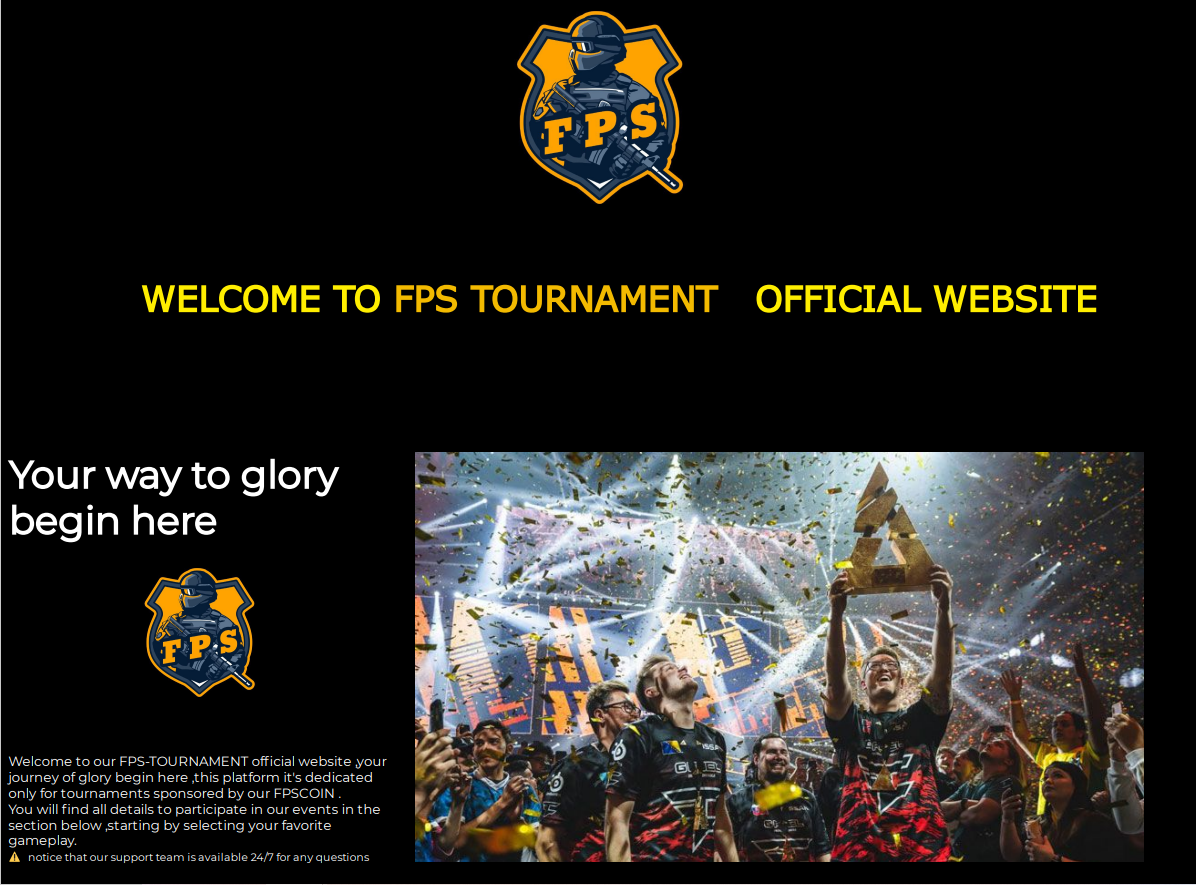 FPS
WELCOME TO FPS TOURNAMENT OFFICIAL WEBSITE
Your way to glory
begin here
FPS
Welcome to our FPS-TOURNAMENT official website ,your
journey of glory begin here ,this platform it's dedicated
only for tournaments sponsored by our FPSCOIN .
You will find all details to participate in our events in the
section below ,starting by selecting your favorite
gameplay.
⚠ notice that our support team is available 24/7 for any questions